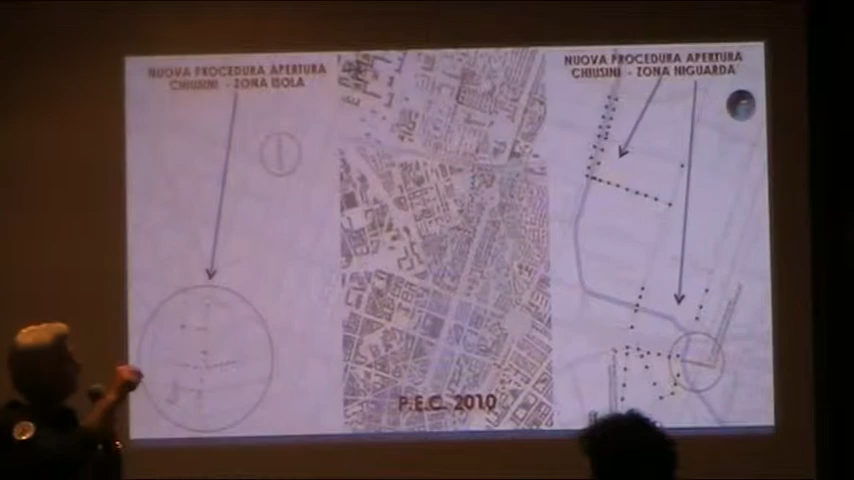 NUOVA PROCEDURA APERTURA
CHIUSINI - ZONA ISOLA
NUOVA PROCEDURA APERTURA
CHIUSINI - ZONA NIGUARDA
P.E.C. 2010